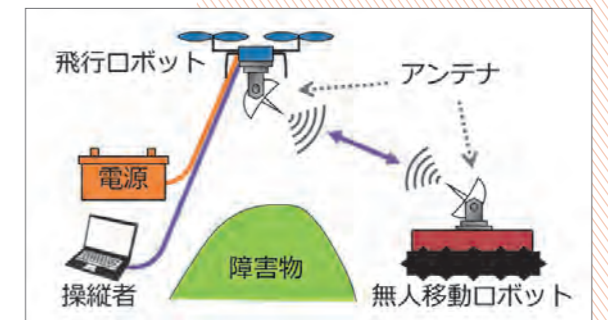 飛行ロボット
アンテナ
電源
障害物
操縦者
無人移動ロボット